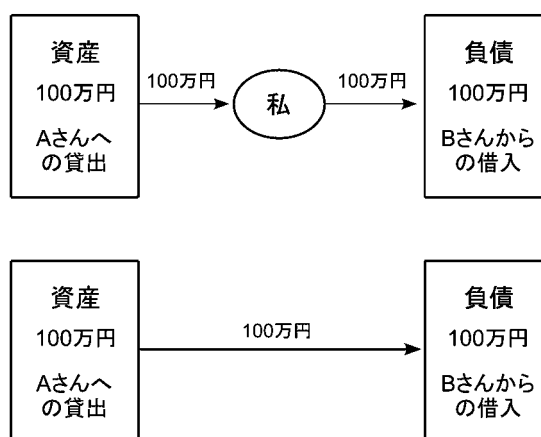 資産
100万円
Aさんへ
の貸出
100万円
私
100万円
負債
100万円
Bさんから
の借入
資産
100万円
Aさんへ
の貸出
100万円
負債
100万円
Bさんから
の借入